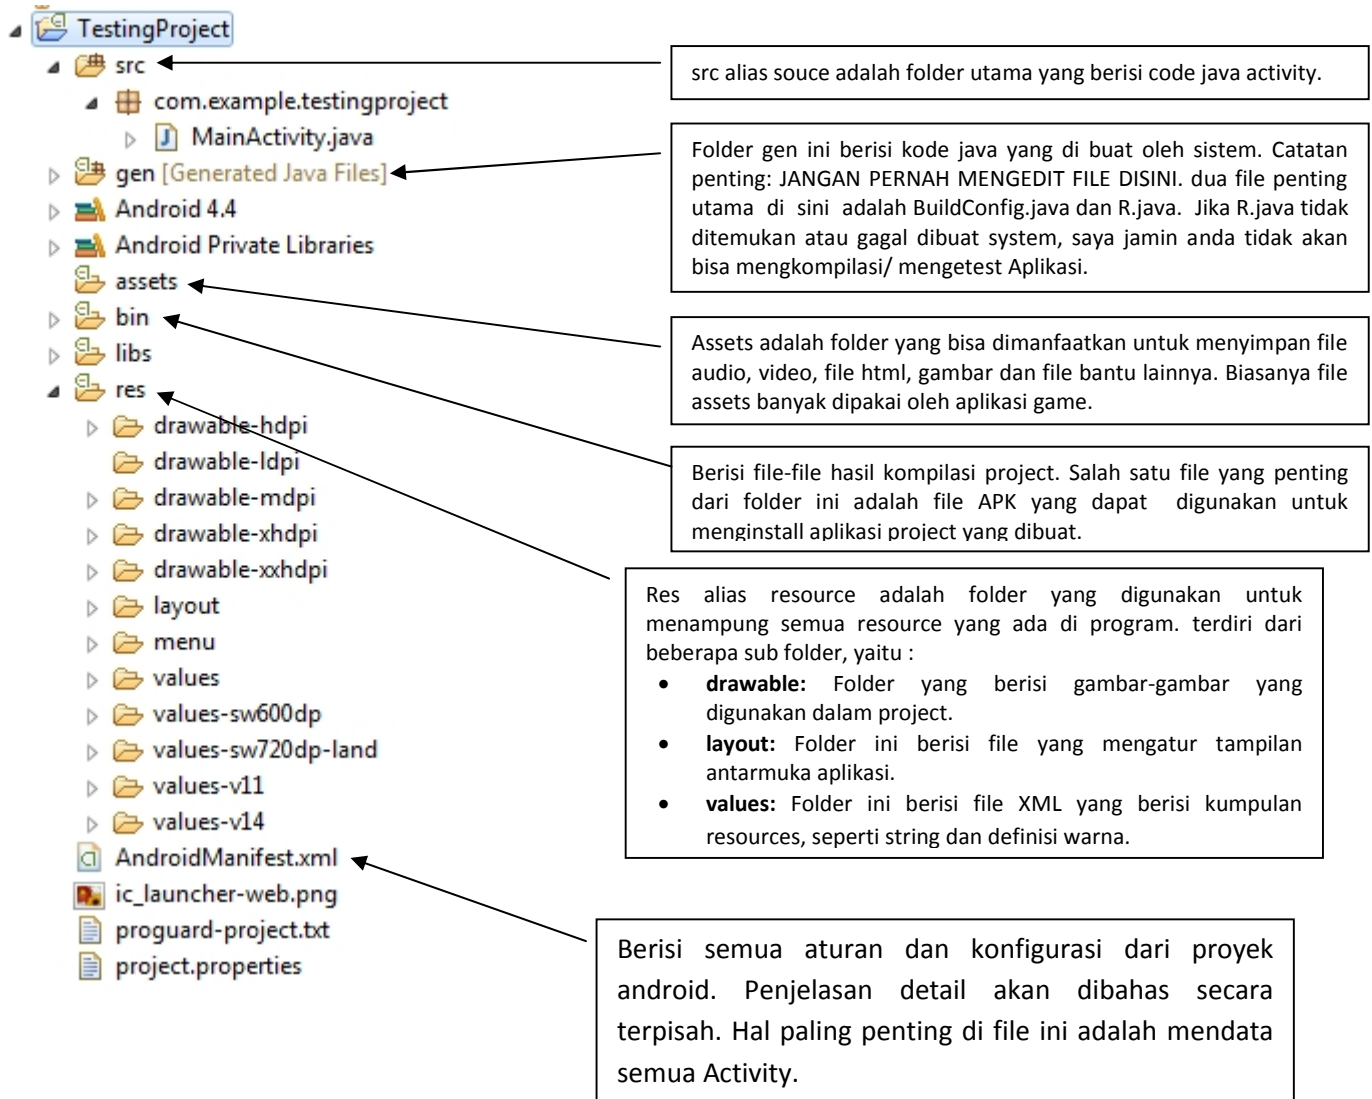 TestingProject
src
com.example.testingproject
MainActivity.java
gen [Generated Java Files]
Android 4.4
Android Private Libraries
assets
bin
libs
res
drawable-hdpi
drawable-ldpi
drawable-mdpi
drawable-xhdpi
drawable-xxhdpi
layout
menu
values
values-sw600dp
values-sw720dp-land
values-v11
values-v14
AndroidManifest.xml
ic_launcher-web.png
proguard-project.txt
project.properties
src alias souce adalah folder utama yang berisi code java activity.
Folder gen ini berisi kode java yang di buat oleh sistem. Catatan
penting: JANGAN PERNAH MENGEDIT FILE DISINI. dua file penting
utama di sini adalah BuildConfig.java dan R.java. Jika R.java tidak
ditemukan atau gagal dibuat system, saya jamin anda tidak akan
bisa mengkompilasi/ mengetest Aplikasi.
Assets adalah folder yang bisa dimanfaatkan untuk menyimpan file
audio, video, file html, gambar dan file bantu lainnya. Biasanya file
assets banyak dipakai oleh aplikasi game.
Berisi file-file hasil kompilasi project. Salah satu file yang penting
dari folder ini adalah file APK yang dapat digunakan untuk
menginstall aplikasi project yang dibuat.
Res alias resource adalah folder yang digunakan untuk
menampung semua resource yang ada di program. terdiri dari
beberapa sub folder, yaitu :
• drawable: Folder yang berisi gambar-gambar yang
digunakan dalam project.
• layout: Folder ini berisi file yang mengatur tampilan
antarmuka aplikasi.
• values: Folder ini berisi file XML yang berisi kumpulan
resources, seperti string dan definisi warna.
Berisi semua aturan dan konfigurasi dari proyek
android. Penjelasan detail akan dibahas secara
terpisah. Hal paling penting di file ini adalah mendata
semua Activity.